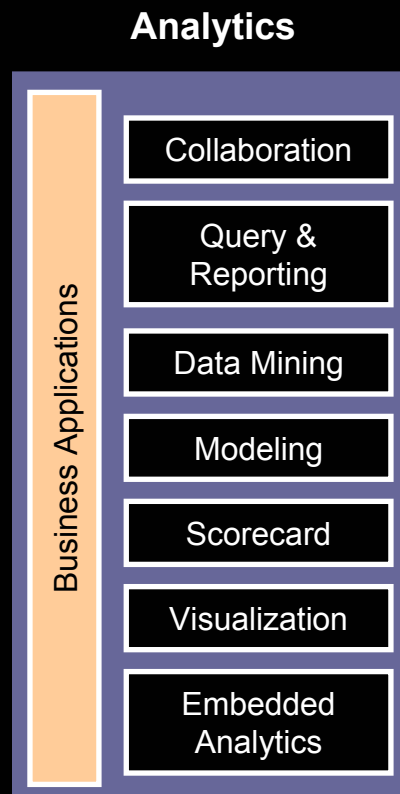 Analytics
Business Applications
Collaboration
Query &
Reporting
Data Mining
Modeling
Scorecard
Visualization
Embedded
Analytics